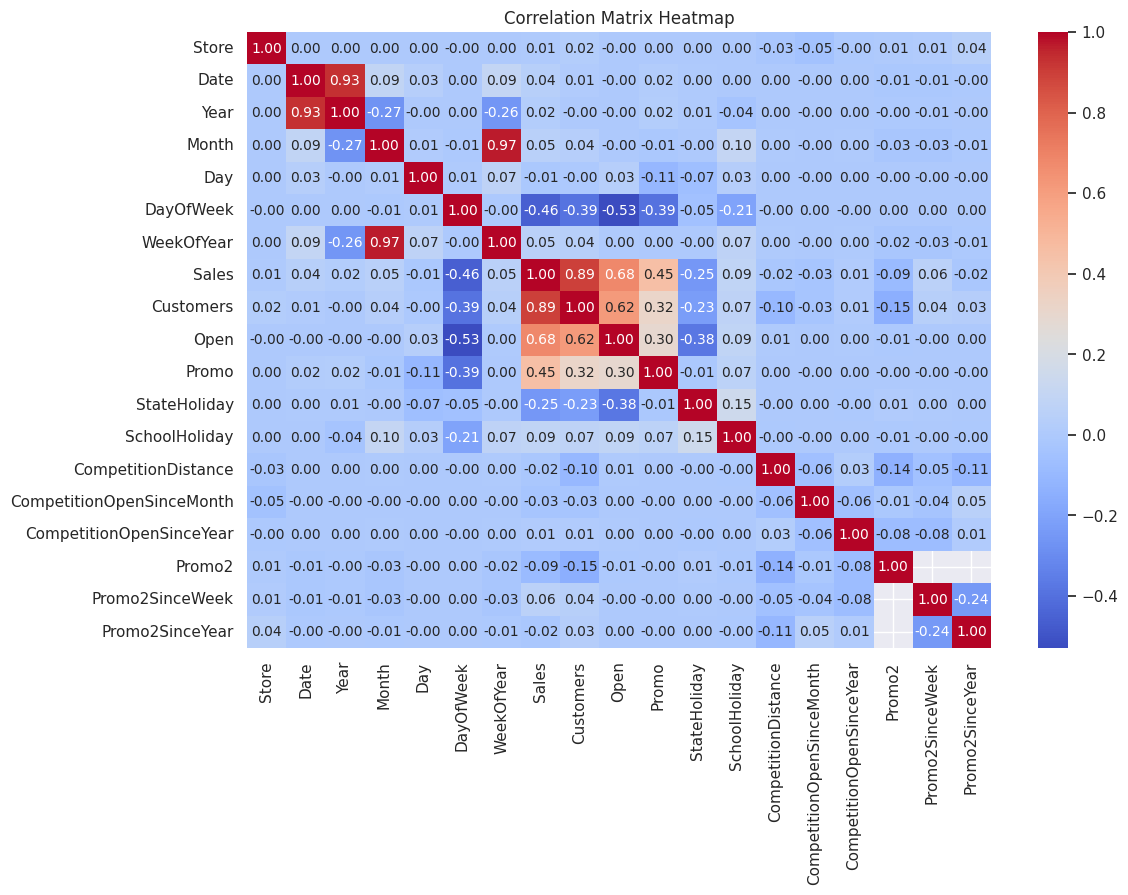 Correlation Matrix Heatmap
Store 1.00 0.00 0.00 0.00 0.00 -0.00 0.00 0.01 0.02 -0.00 0.00 0.00 0.00 -0.03 -0.05 -0.00 0.01 0.01 0.04
Date 0.00 1.00 0.93 0.09 0.03 0.00 0.09 0.04 0.01 -0.00 0.02 0.00 0.00 0.00 -0.00 0.00 -0.01 -0.01 -0.00
Year 0.00 0.93 1.00 -0.27 -0.00 0.00 -0.26 0.02 -0.00 -0.00 0.02 0.01 -0.04 0.00 -0.00 0.00 -0.00 -0.01 -0.00
Month 0.00 0.09 -0.27 1.00 0.01 -0.01 0.97 0.05 0.04 -0.00 -0.01 -0.00 0.10 0.00 -0.00 0.00 -0.03 -0.03 -0.01
Day 0.00 0.03 -0.00 0.01 1.00 0.01 0.07 -0.01 -0.00 0.03 -0.11 -0.07 0.03 0.00 -0.00 0.00 -0.00 -0.00 -0.00
DayOfWeek -0.00 0.00 0.00 -0.01 0.01 1.00 -0.00 -0.46 -0.39 -0.53 -0.39 -0.05 -0.21 -0.00 0.00 -0.00 0.00 0.00 0.00
WeekOfYear 0.00 0.09 -0.26 0.97 0.07 -0.00 1.00 0.05 0.04 0.00 0.00 -0.00 0.07 0.00 -0.00 0.00 -0.02 -0.03 -0.01
Sales 0.01 0.04 0.02 0.05 -0.01 -0.46 0.05 1.00 0.89 0.68 0.45 -0.25 0.09 -0.02 -0.03 0.01 -0.09 0.06 -0.02
Customers 0.02 0.01 -0.00 0.04 -0.00 -0.39 0.04 0.89 1.00 0.62 0.32 -0.23 0.07 -0.10 -0.03 0.01 -0.15 0.04 0.03
Open -0.00 -0.00 -0.00 -0.00 0.03 -0.53 0.00 0.68 0.62 1.00 0.30 -0.38 0.09 0.01 0.00 0.00 -0.01 -0.00 0.00
Promo 0.00 0.02 0.02 -0.01 -0.11 -0.39 0.00 0.45 0.32 0.30 1.00 -0.01 0.07 0.00 -0.00 0.00 -0.00 -0.00 -0.00
StateHoliday 0.00 0.00 0.01 -0.00 -0.07 -0.05 -0.00 -0.25 -0.23 -0.38 -0.01 1.00 0.15 -0.00 0.00 -0.00 0.01 0.00 0.00
SchoolHoliday 0.00 0.00 -0.04 0.10 0.03 -0.21 0.07 0.09 0.07 0.09 0.07 0.15 1.00 -0.00 -0.00 0.00 -0.01 -0.00 -0.00
CompetitionDistance -0.03 0.00 0.00 0.00 0.00 -0.00 0.00 -0.02 -0.10 0.01 0.00 -0.00 -0.00 1.00 -0.06 0.03 -0.14 -0.05 -0.11
CompetitionOpenSinceMonth -0.05 -0.00 -0.00 -0.00 -0.00 0.00 -0.00 -0.03 -0.03 0.00 -0.00 0.00 -0.00 -0.06 1.00 -0.06 -0.01 -0.04 0.05
CompetitionOpenSinceYear -0.00 0.00 0.00 0.00 0.00 -0.00 0.00 0.01 0.01 0.00 0.00 -0.00 0.00 0.03 -0.06 1.00 -0.08 -0.08 0.01
Promo2 0.01 -0.01 -0.00 -0.03 -0.00 0.00 -0.02 -0.09 -0.15 -0.01 -0.00 0.01 -0.01 -0.14 -0.01 -0.08 1.00
Promo2SinceWeek 0.01 -0.01 -0.01 -0.03 -0.00 0.00 -0.03 0.06 0.04 -0.00 -0.00 0.00 -0.00 -0.05 -0.04 -0.08 1.00 -0.24
Promo2SinceYear 0.04 -0.00 -0.00 -0.01 -0.00 0.00 -0.01 -0.02 0.03 0.00 -0.00 0.00 -0.00 -0.11 0.05 0.01 -0.24 1.00
Store
Date
Year
Month
Day
DayOfWeek
WeekOfYear
Sales
Customers
Open
Promo
StateHoliday
SchoolHoliday
CompetitionDistance
CompetitionOpenSinceMonth
CompetitionOpenSinceYear
Promo2
Promo2SinceWeek
Promo2SinceYear
1.0
0.8
0.6
0.4
0.2
0.0
−0.2
−0.4